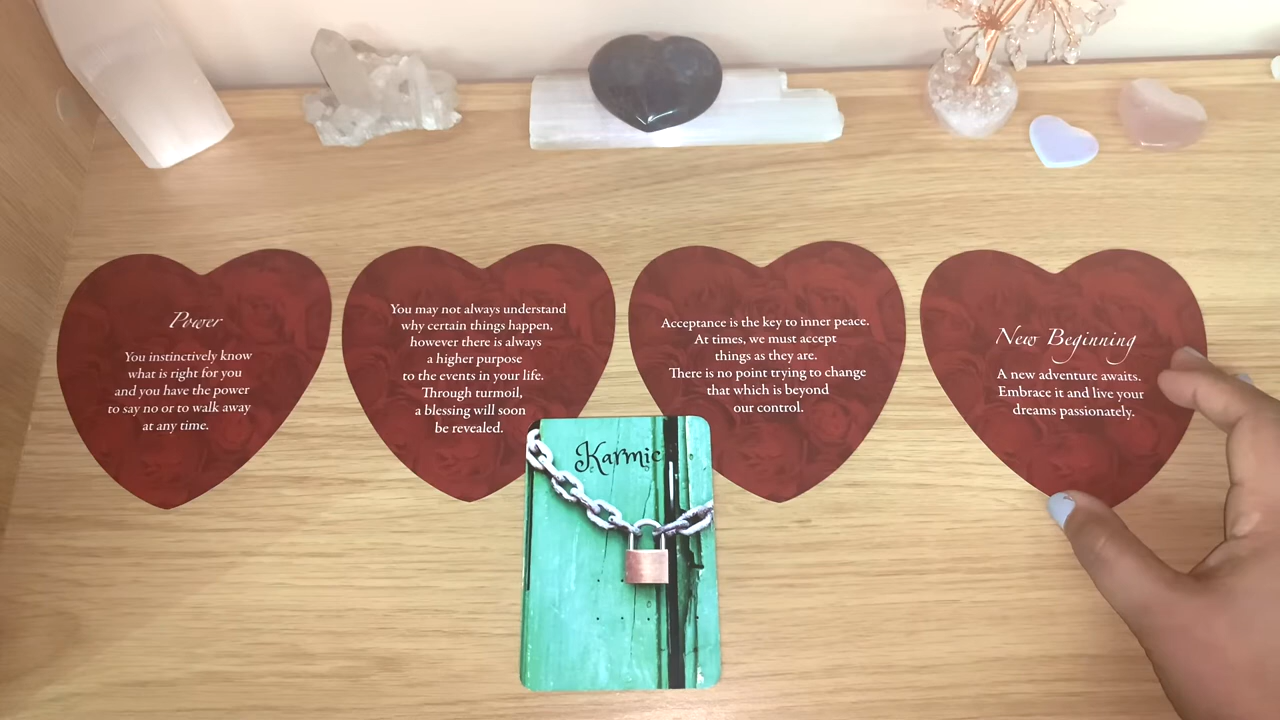 Power
You instinctively know
what is right for you
and you have the power
to say no or to walk away
at any time.
You may not always understand
why certain things happen,
however there is always
a higher purpose
to the events in your life.
Through turmoil,
a blessing will soon
be revealed.
Acceptance is the key to inner peace.
At times, we must accept
things as they are.
There is no point trying to change
that which is beyond
our control.
New Beginning
A new adventure awaits.
Embrace it and live your
dreams passionately.
Karmic